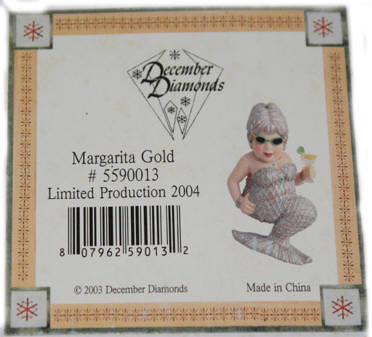 December
Diamonds
Margarita Gold
# 5590013
Limited Production 2004
8 07962 59013 2
© 2003 December Diamonds
Made in China